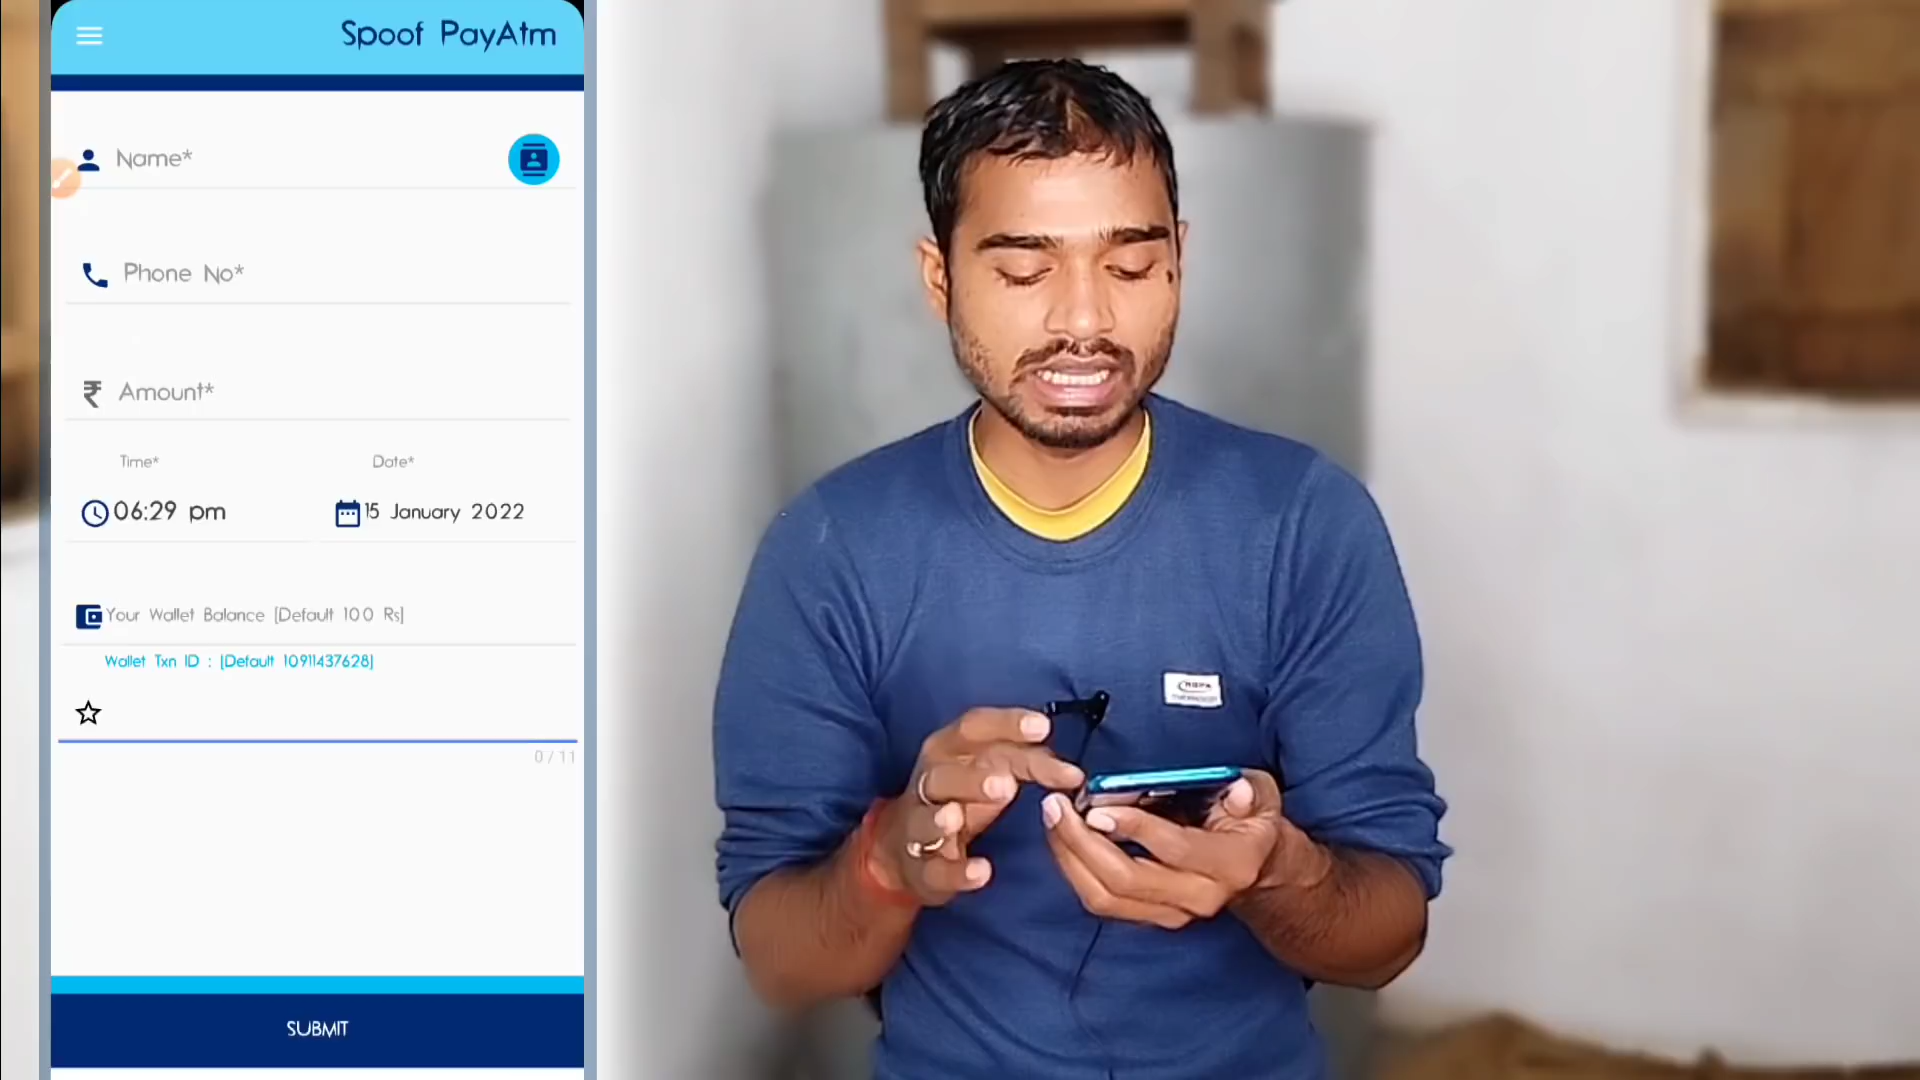 Spoof PayAtm
Name*
Phone No*
₹ Amount*
Time* Date*
06:29 pm 15 January 2022
Your Wallet Balance [Default 100 Rs]
Wallet Txn ID : [Default 10911437628]
0 / 11
SUBMIT